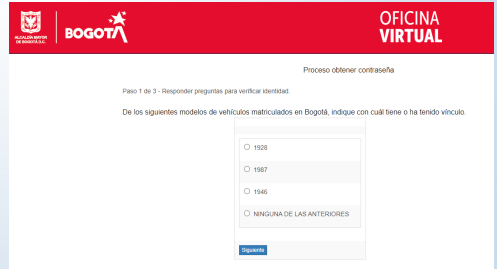 ALCALDÍA MAYOR
DE BOGOTÁ D.C.
BOGOTÁ
OFICINA
VIRTUAL
Proceso obtener contraseña
Paso 1 de 3 - Responder preguntas para verificar identidad.
De los siguientes modelos de vehículos matriculados en Bogotá, indique con cuál tiene o ha tenido vínculo.
1928
1987
1946
NINGUNA DE LAS ANTERIORES
Siguiente